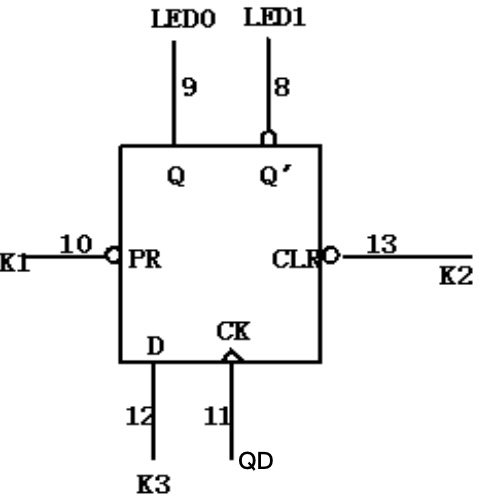 LED0 LED1
9 8
Q Q'
10 13
K1 PR CLR K2
D CK
12 11
K3 QD